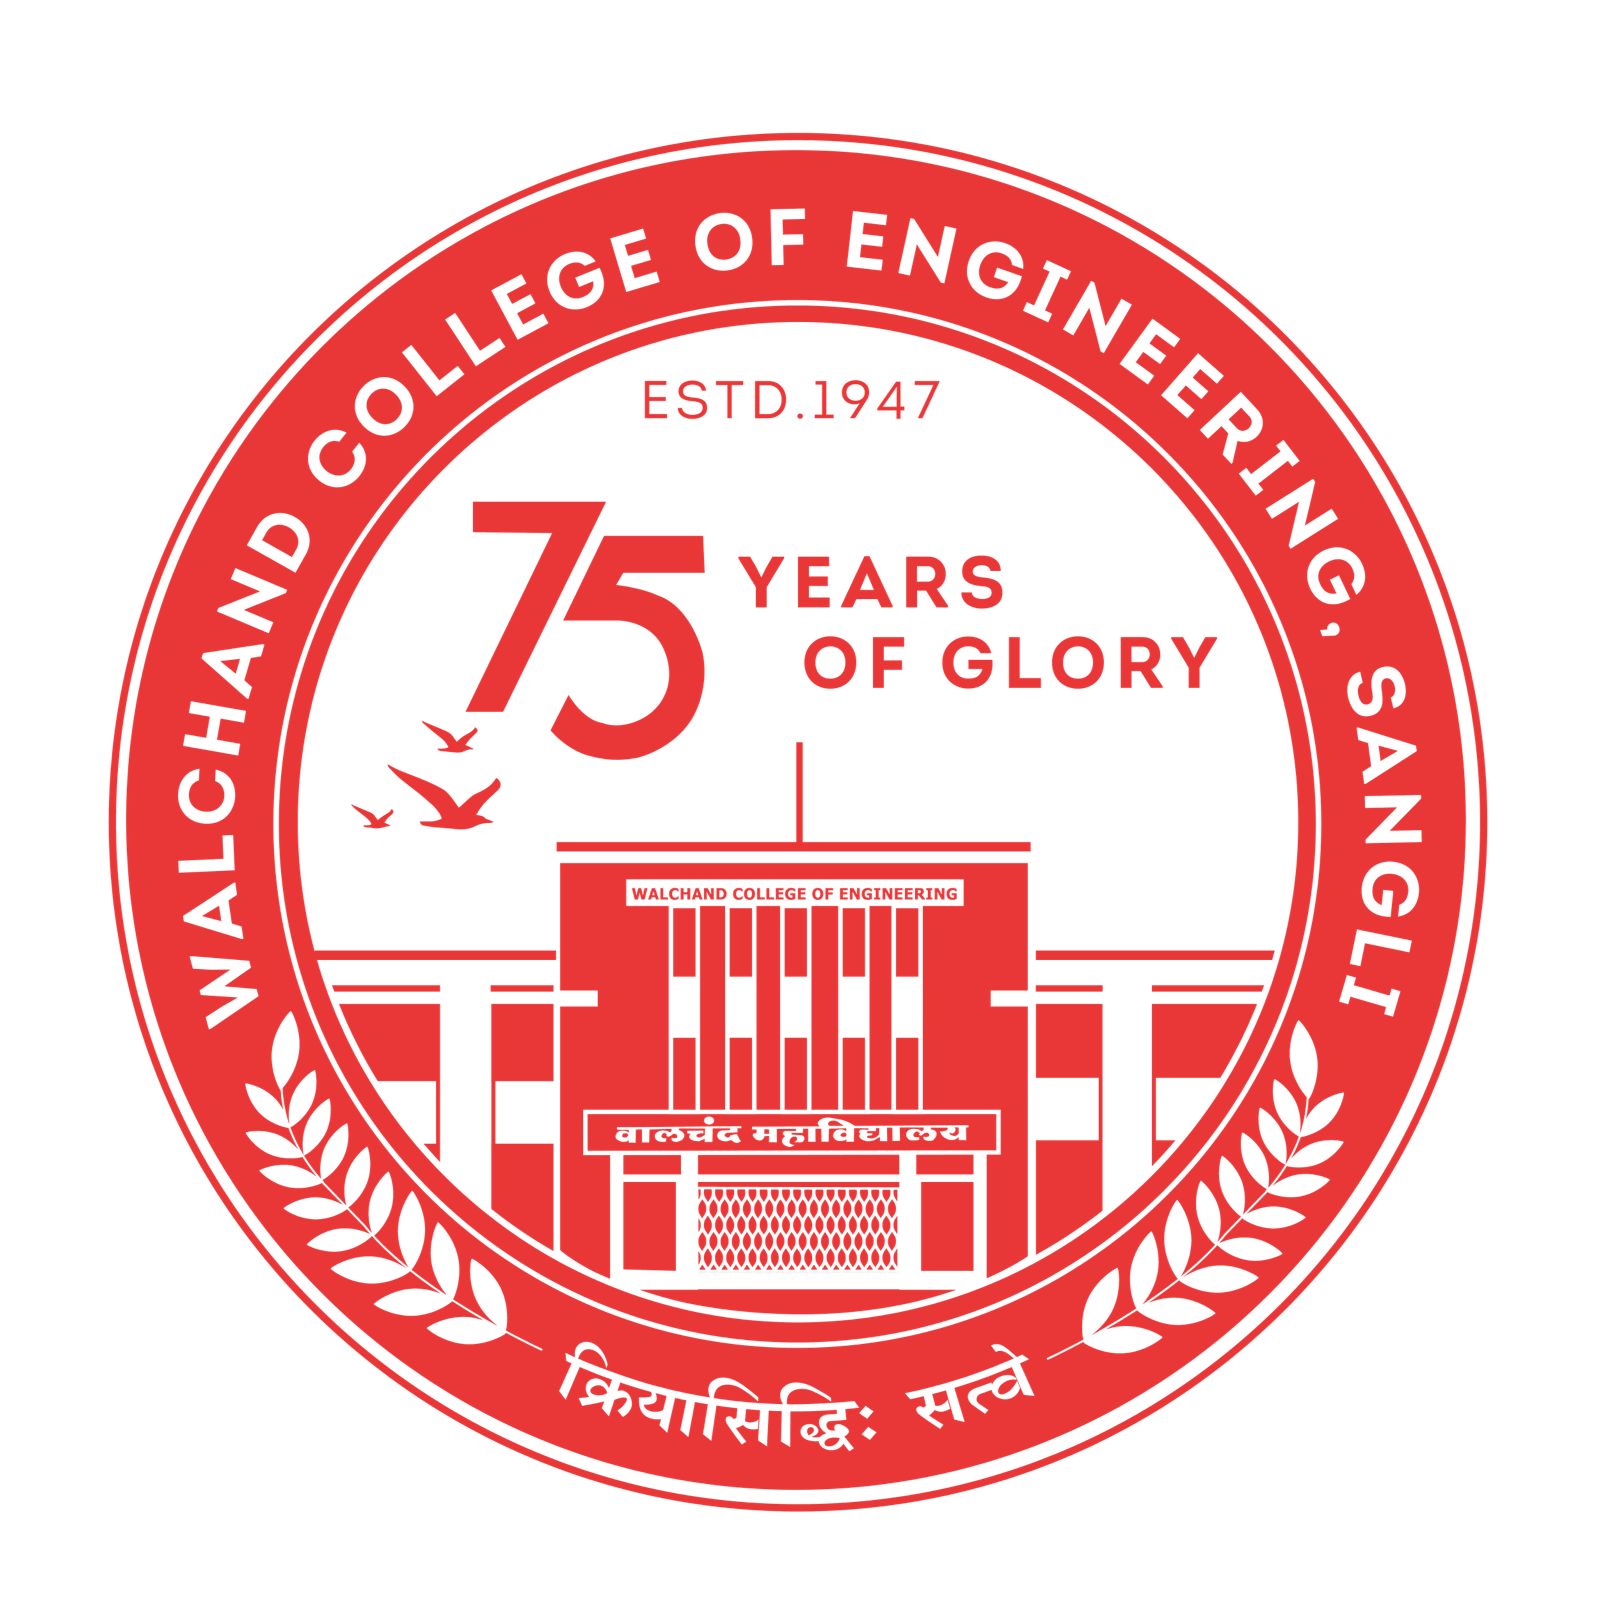 WALCHAND COLLEGE OF ENGINEERING, SANGLI
ESTD.1947
75 YEARS
OF GLORY
WALCHAND COLLEGE OF ENGINEERING
वालचंद महाविद्यालय
क्रियासिद्धिः सत्वे